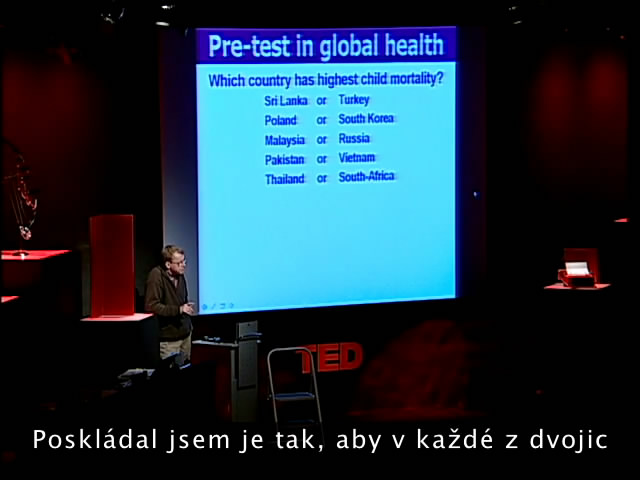 Pre-test in global health
Which country has highest child mortality?
Sri Lanka or Turkey
Poland or South Korea
Malaysia or Russia
Pakistan or Vietnam
Thailand or South-Africa
TED
Poskládal jsem je tak, aby v každé z dvojic